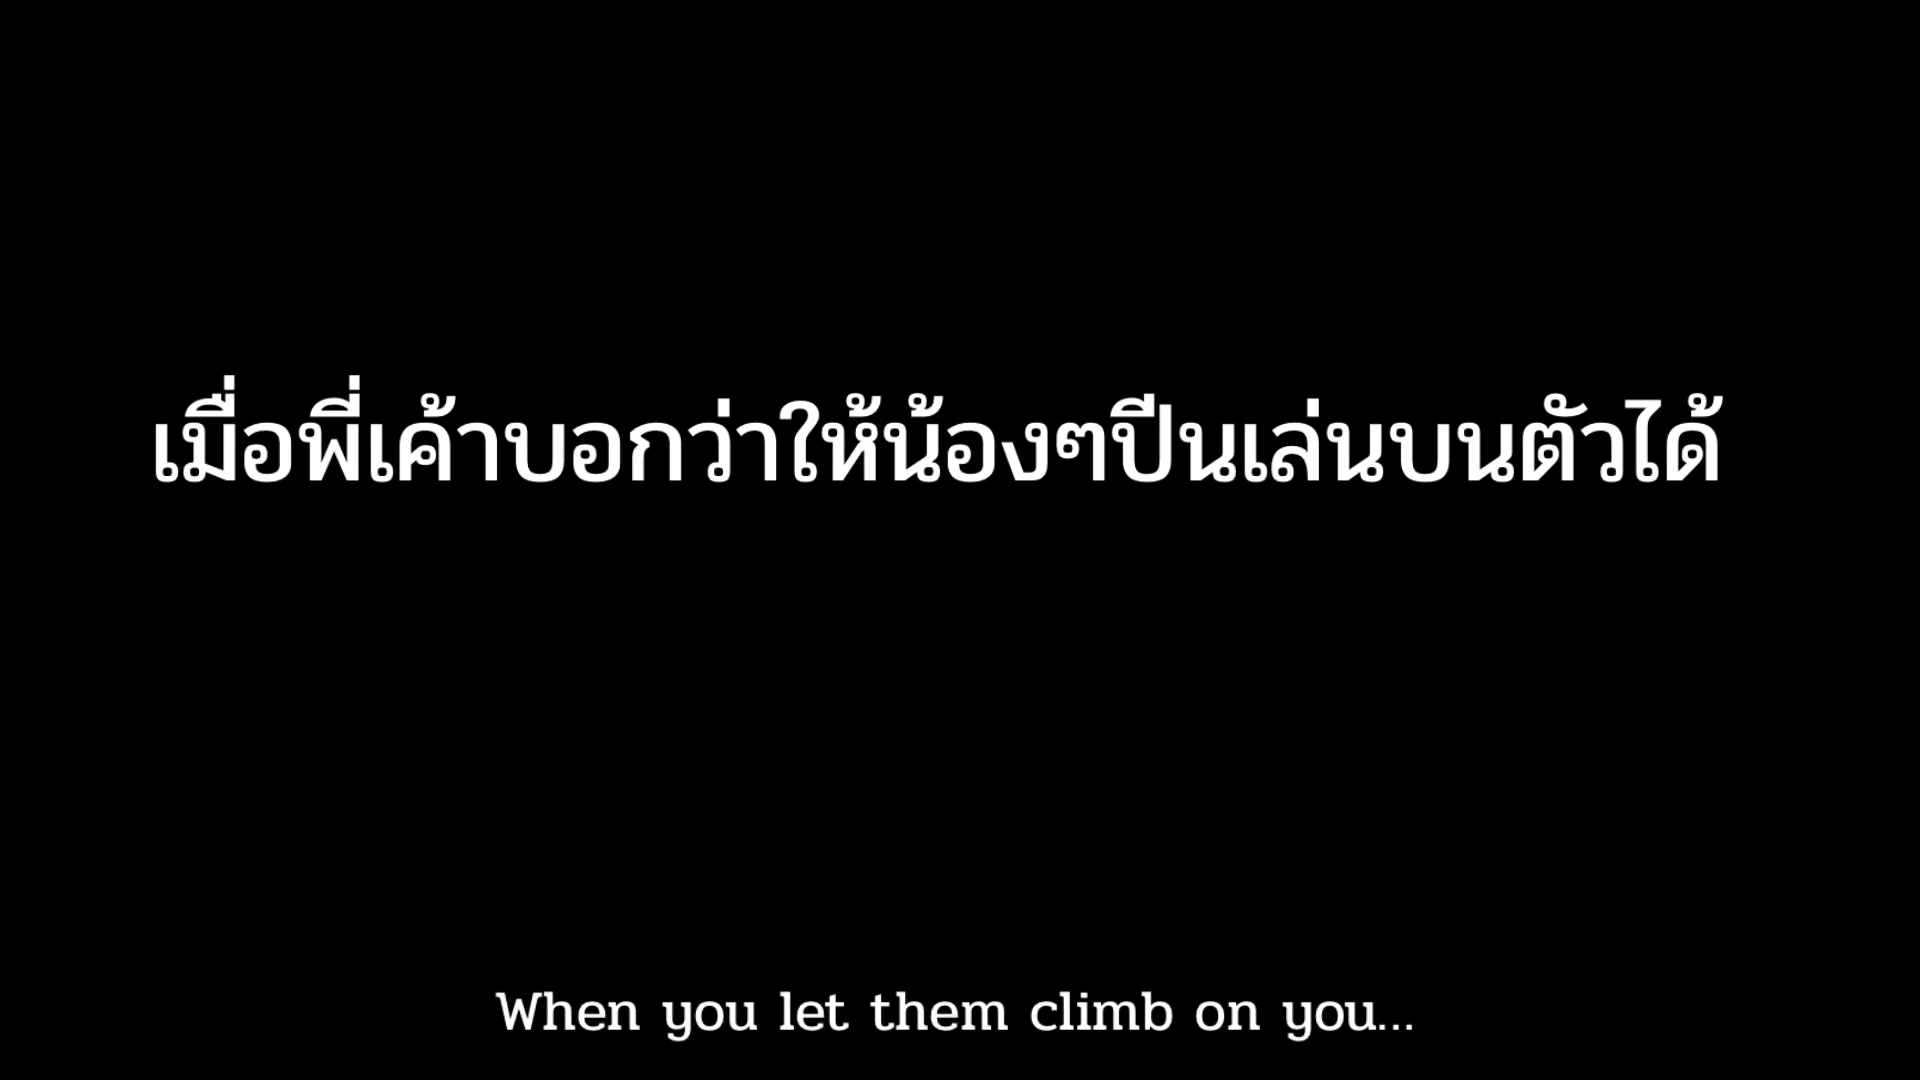 เมื่อพี่เค้าบอกว่าให้น้องๆปีนเล่นบนตัวได้
When you let them climb on you...